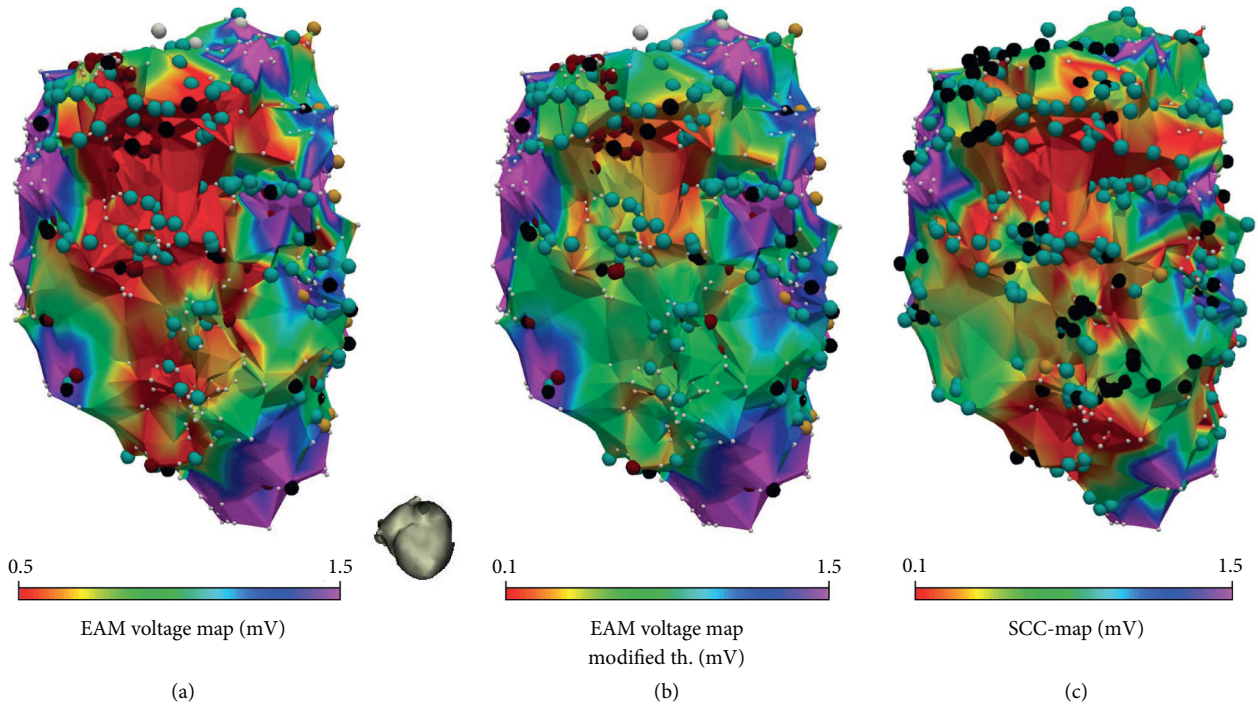 0.5 1.5
EAM voltage map (mV)
(a)
0.1 1.5
EAM voltage map
modified th. (mV)
(b)
0.1 1.5
SCC-map (mV)
(c)